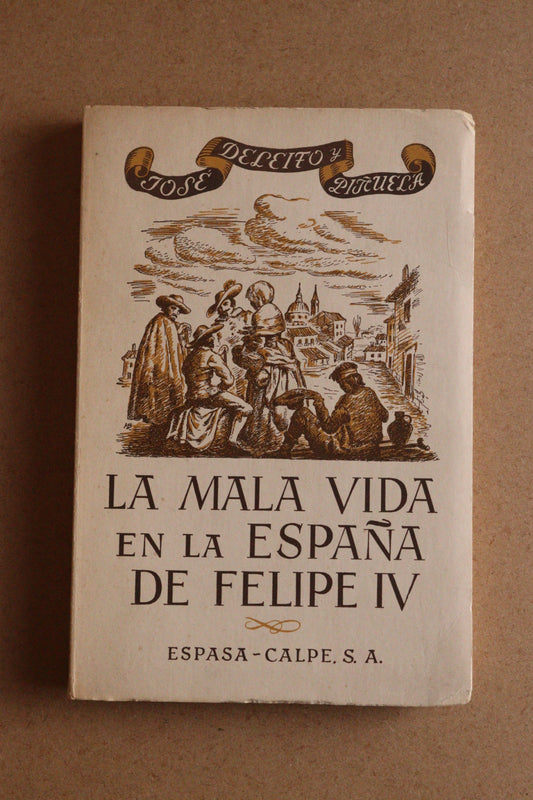 JOSÉ DELEITO Y PIÑUELA
LA MALA VIDA
EN LA ESPAÑA
DE FELIPE IV
ESPASA-CALPE, S. A.